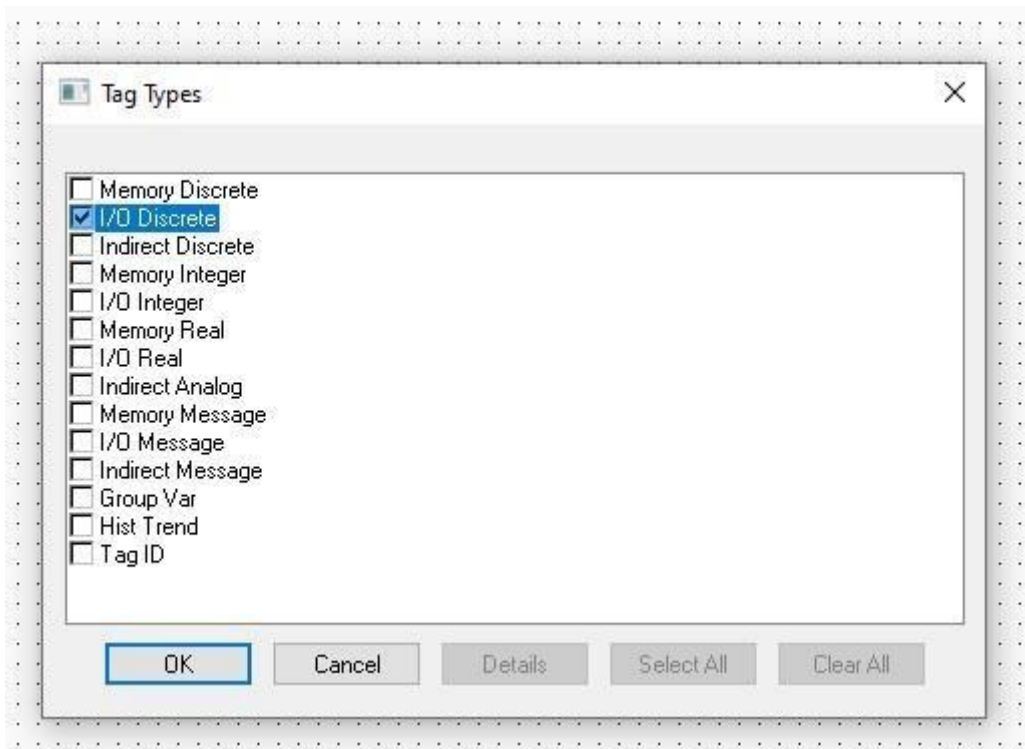 Tag Types
Memory Discrete
I/O Discrete
Indirect Discrete
Memory Integer
I/O Integer
Memory Real
I/O Real
Indirect Analog
Memory Message
I/O Message
Indirect Message
Group Var
Hist Trend
Tag ID
OK Cancel Details Select All Clear All